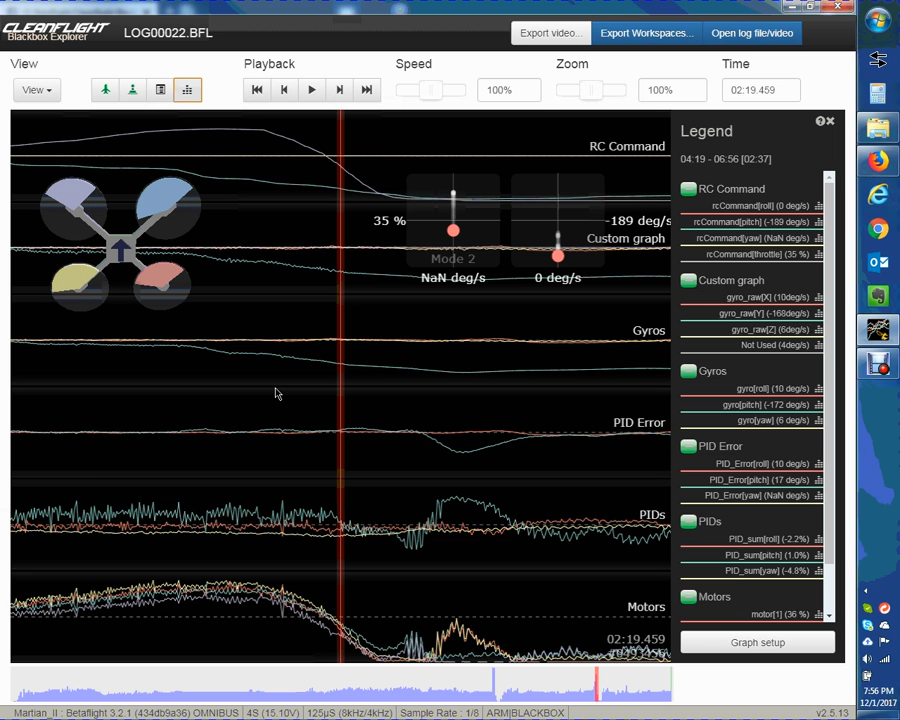 CLEANFLIGHT
Blackbox Explorer
LOG00022.BFL
Export video...
Export Workspaces...
Open log file/video
View
Playback
Speed
Zoom
Time
View
100%
100%
02:19.459
RC Command
35 %
-189 deg/s
Custom graph
Mode 2
NaN deg/s
0 deg/s
Gyros
PID Error
PIDs
Motors
02:19.459
Legend
04:19 - 06:56 [02:37]
RC Command
rcCommand[roll] (0 deg/s)
rcCommand[pitch] (-189 deg/s)
rcCommand[yaw] (NaN deg/s)
rcCommand[throttle] (35 %)
Custom graph
gyro_raw[X] (10deg/s)
gyro_raw[Y] (-168deg/s)
gyro_raw[Z] (6deg/s)
Not Used (4deg/s)
Gyros
gyro[roll] (10 deg/s)
gyro[pitch] (-172 deg/s)
gyro[yaw] (6 deg/s)
PID Error
PID_Error[roll] (10 deg/s)
PID_Error[pitch] (17 deg/s)
PID_Error[yaw] (NaN deg/s)
PIDs
PID_sum[roll] (-2.2%)
PID_sum[pitch] (1.0%)
PID_sum[yaw] (-4.8%)
Motors
motor[1] (36 %)
Graph setup
Martian_II : Betaflight 3.2.1 (434db9a36) OMNIBUS
4S (15.10V)
125µS (8kHz/4kHz)
Sample Rate : 1/8
ARM|BLACKBOX
v2.5.13
7:56 PM
12/1/2017